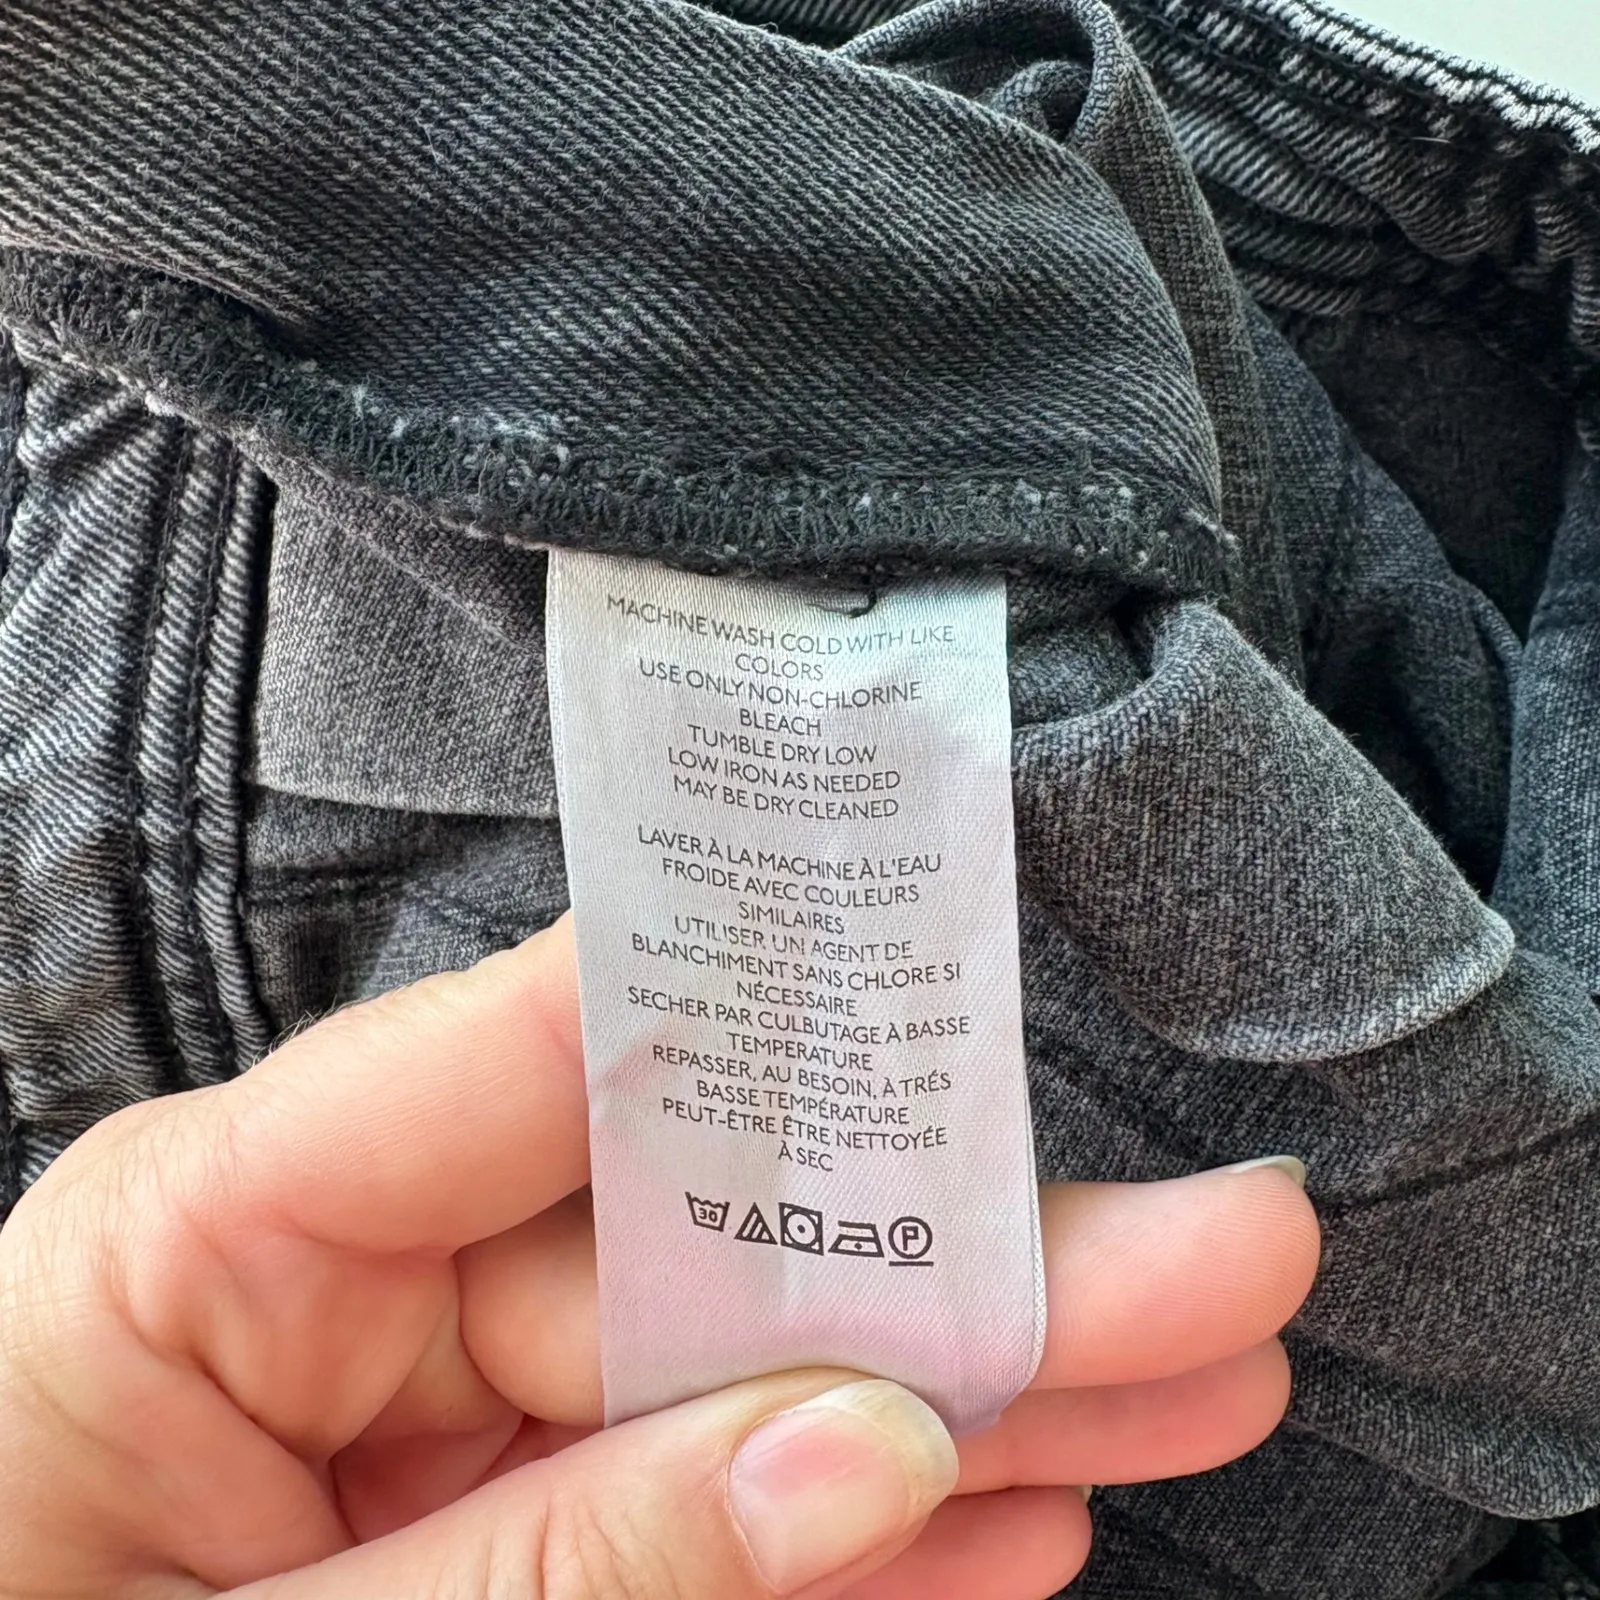 MACHINE WASH COLD WITH LIKE
COLORS
USE ONLY NON-CHLORINE
BLEACH
TUMBLE DRY LOW
LOW IRON AS NEEDED
MAY BE DRY CLEANED
LAVER À LA MACHINE À L'EAU
FROIDE AVEC COULEURS
SIMILAIRES
UTILISER UN AGENT DE
BLANCHIMENT SANS CHLORE SI
NÉCESSAIRE
SECHER PAR CULBUTAGE À BASSE
TEMPERATURE
REPASSER, AU BESOIN, À TRÉS
BASSE TEMPÉRATURE
PEUT-ÊTRE ÊTRE NETTOYÉE
À SEC
30 P